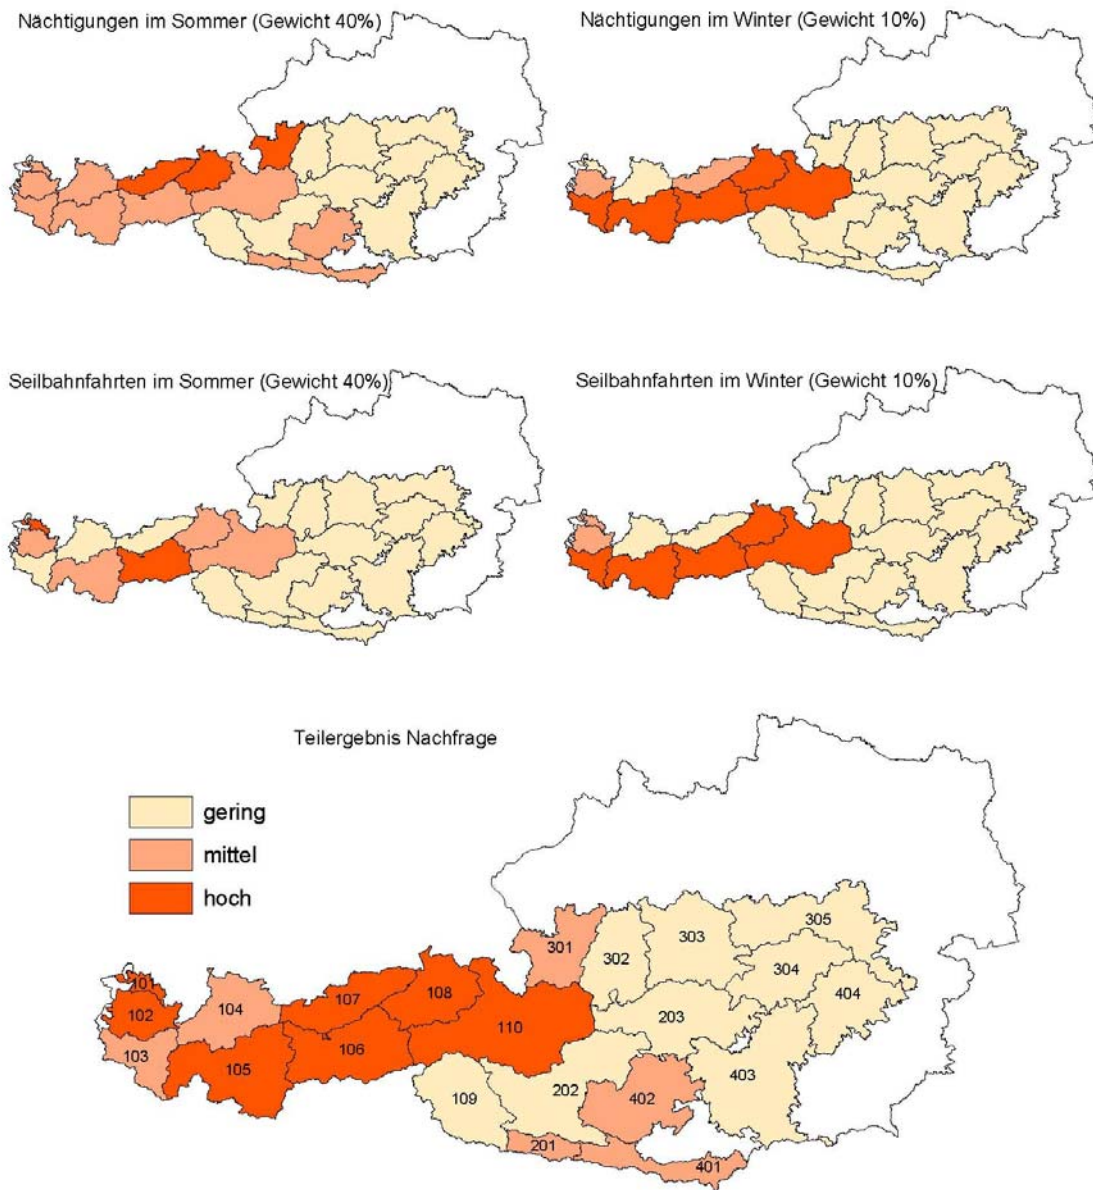 Nächtigungen im Sommer (Gewicht 40%)
Nächtigungen im Winter (Gewicht 10%)
Seilbahnfahrten im Sommer (Gewicht 40%)
Seilbahnfahrten im Winter (Gewicht 10%)
Teilergebnis Nachfrage
gering
mittel
hoch
305
303
301
302
304
101
107
108
404
104
102
110
203
103
106
105
403
202
109
402
201
401